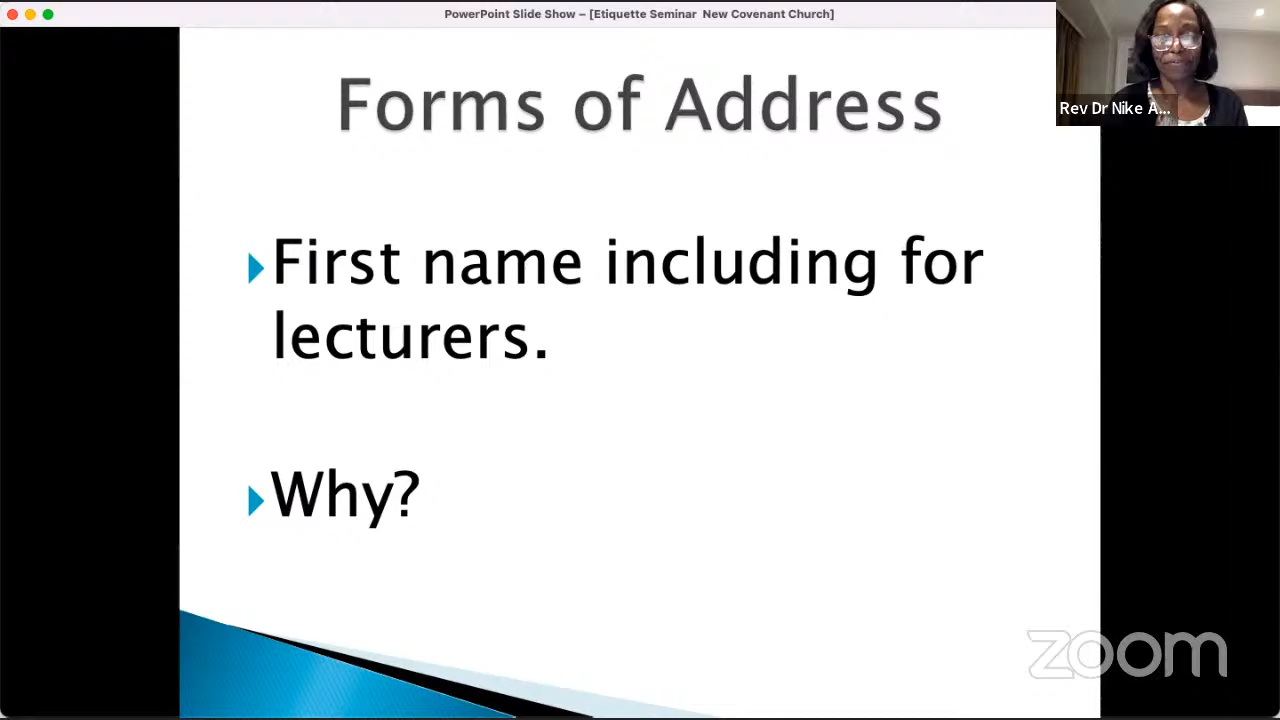 PowerPoint Slide Show – [Etiquette Seminar New Covenant Church]
Rev Dr Nike A...
Forms of Address
First name including for
lecturers.
Why?
zoom